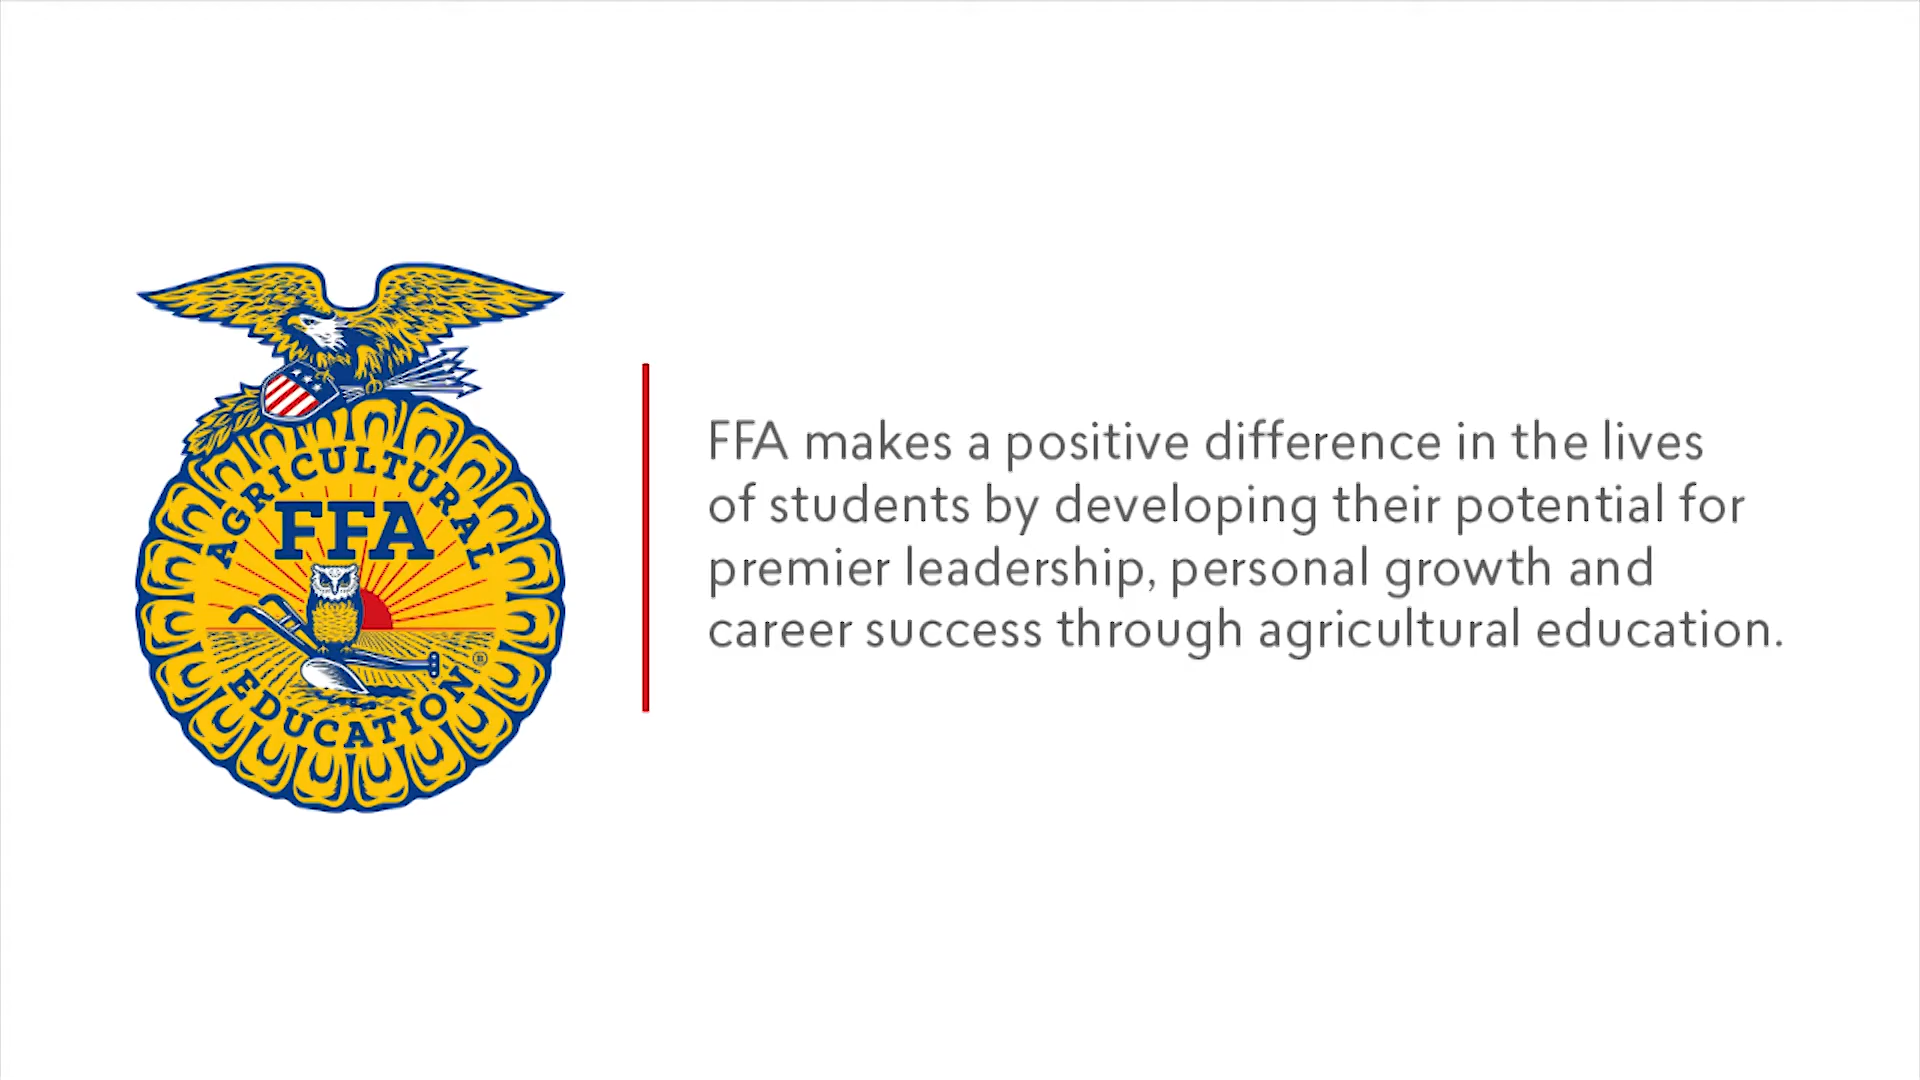 AGRICULTURAL
FFA
EDUCATION
®
FFA makes a positive difference in the lives
of students by developing their potential for
premier leadership, personal growth and
career success through agricultural education.